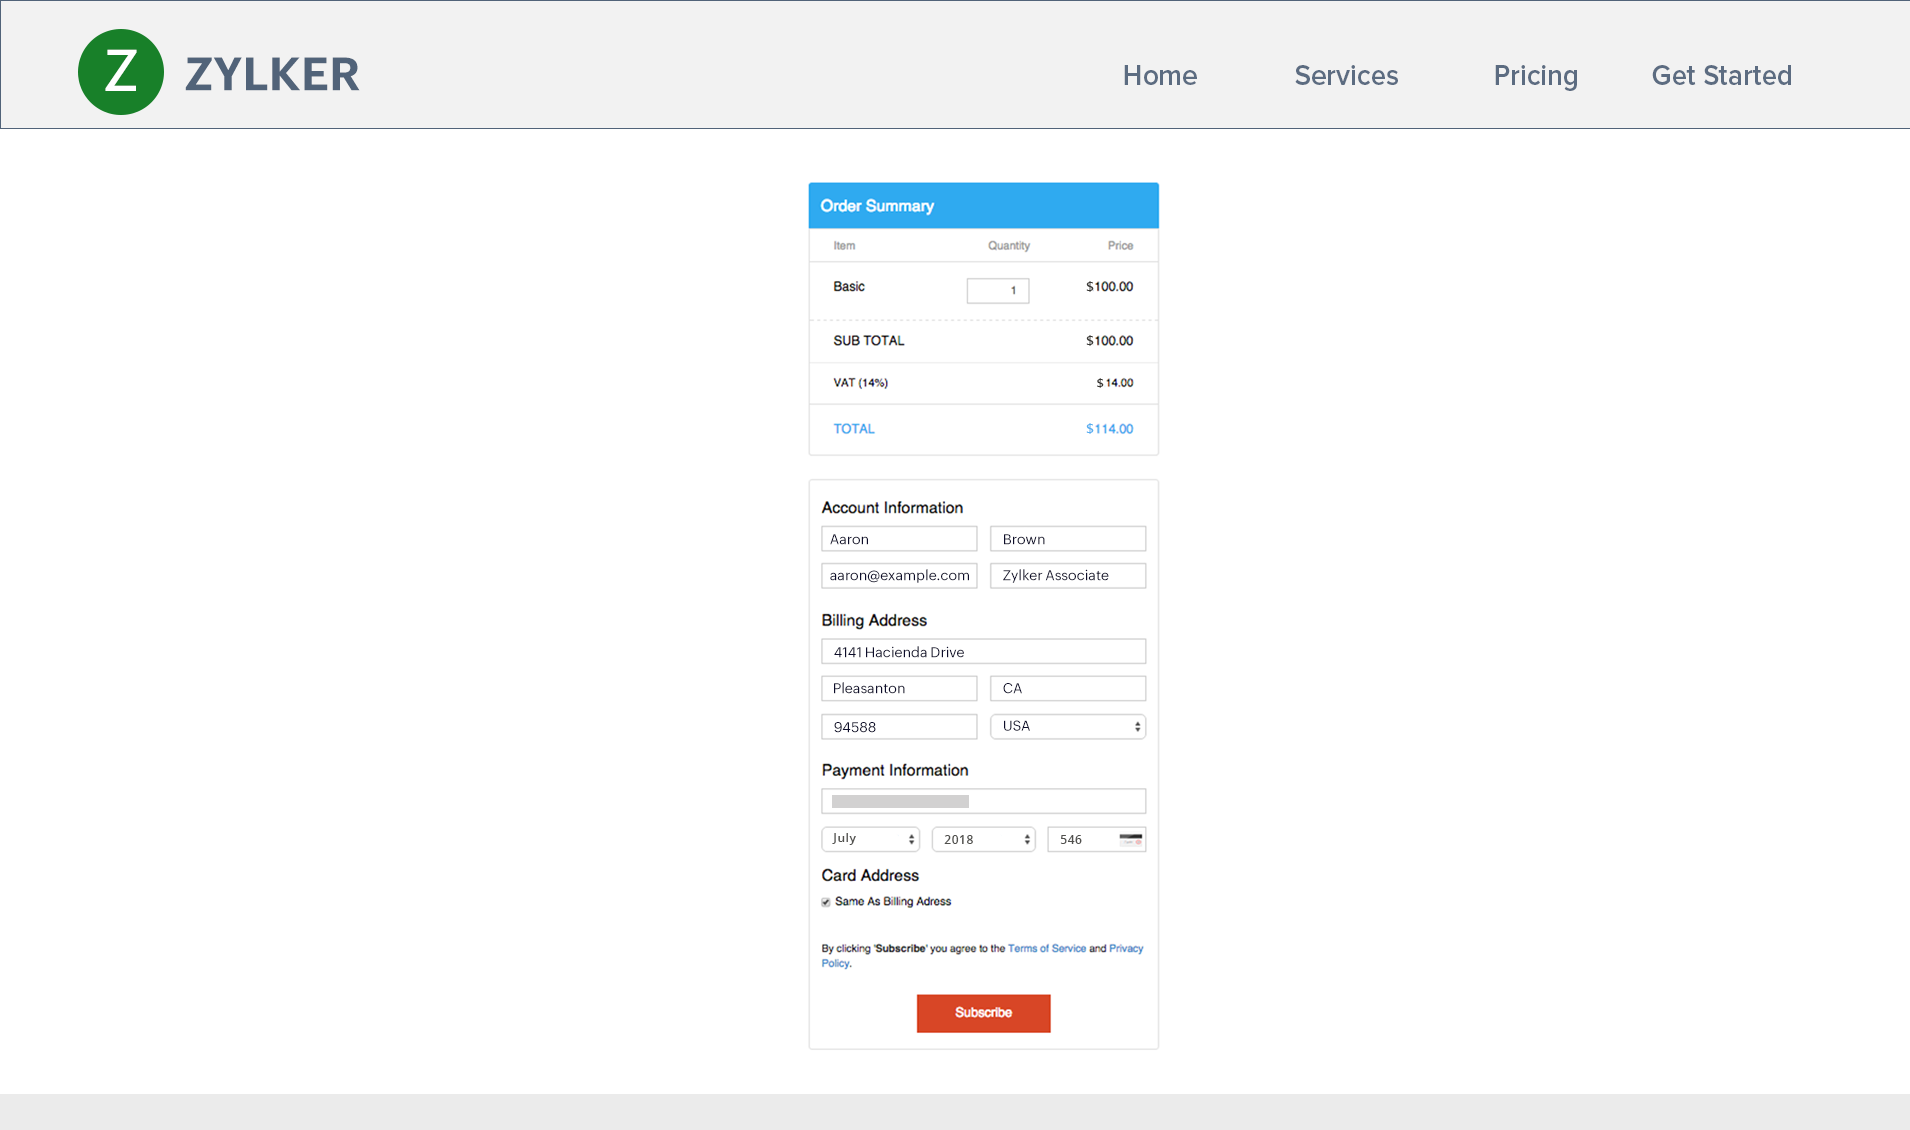 Z ZYLKER Home Services Pricing Get Started
Order Summary
Item Quantity Price
Basic 1 $100.00
SUB TOTAL $100.00
VAT (14%) $14.00
TOTAL $114.00
Account Information
Aaron Brown
aaron@example.com Zylker Associate
Billing Address
4141 Hacienda Drive
Pleasanton CA
94588 USA
Payment Information
July 2018 546
Card Address
Same As Billing Adress
By clicking 'Subscribe' you agree to the Terms of Service and Privacy
Policy.
Subscribe